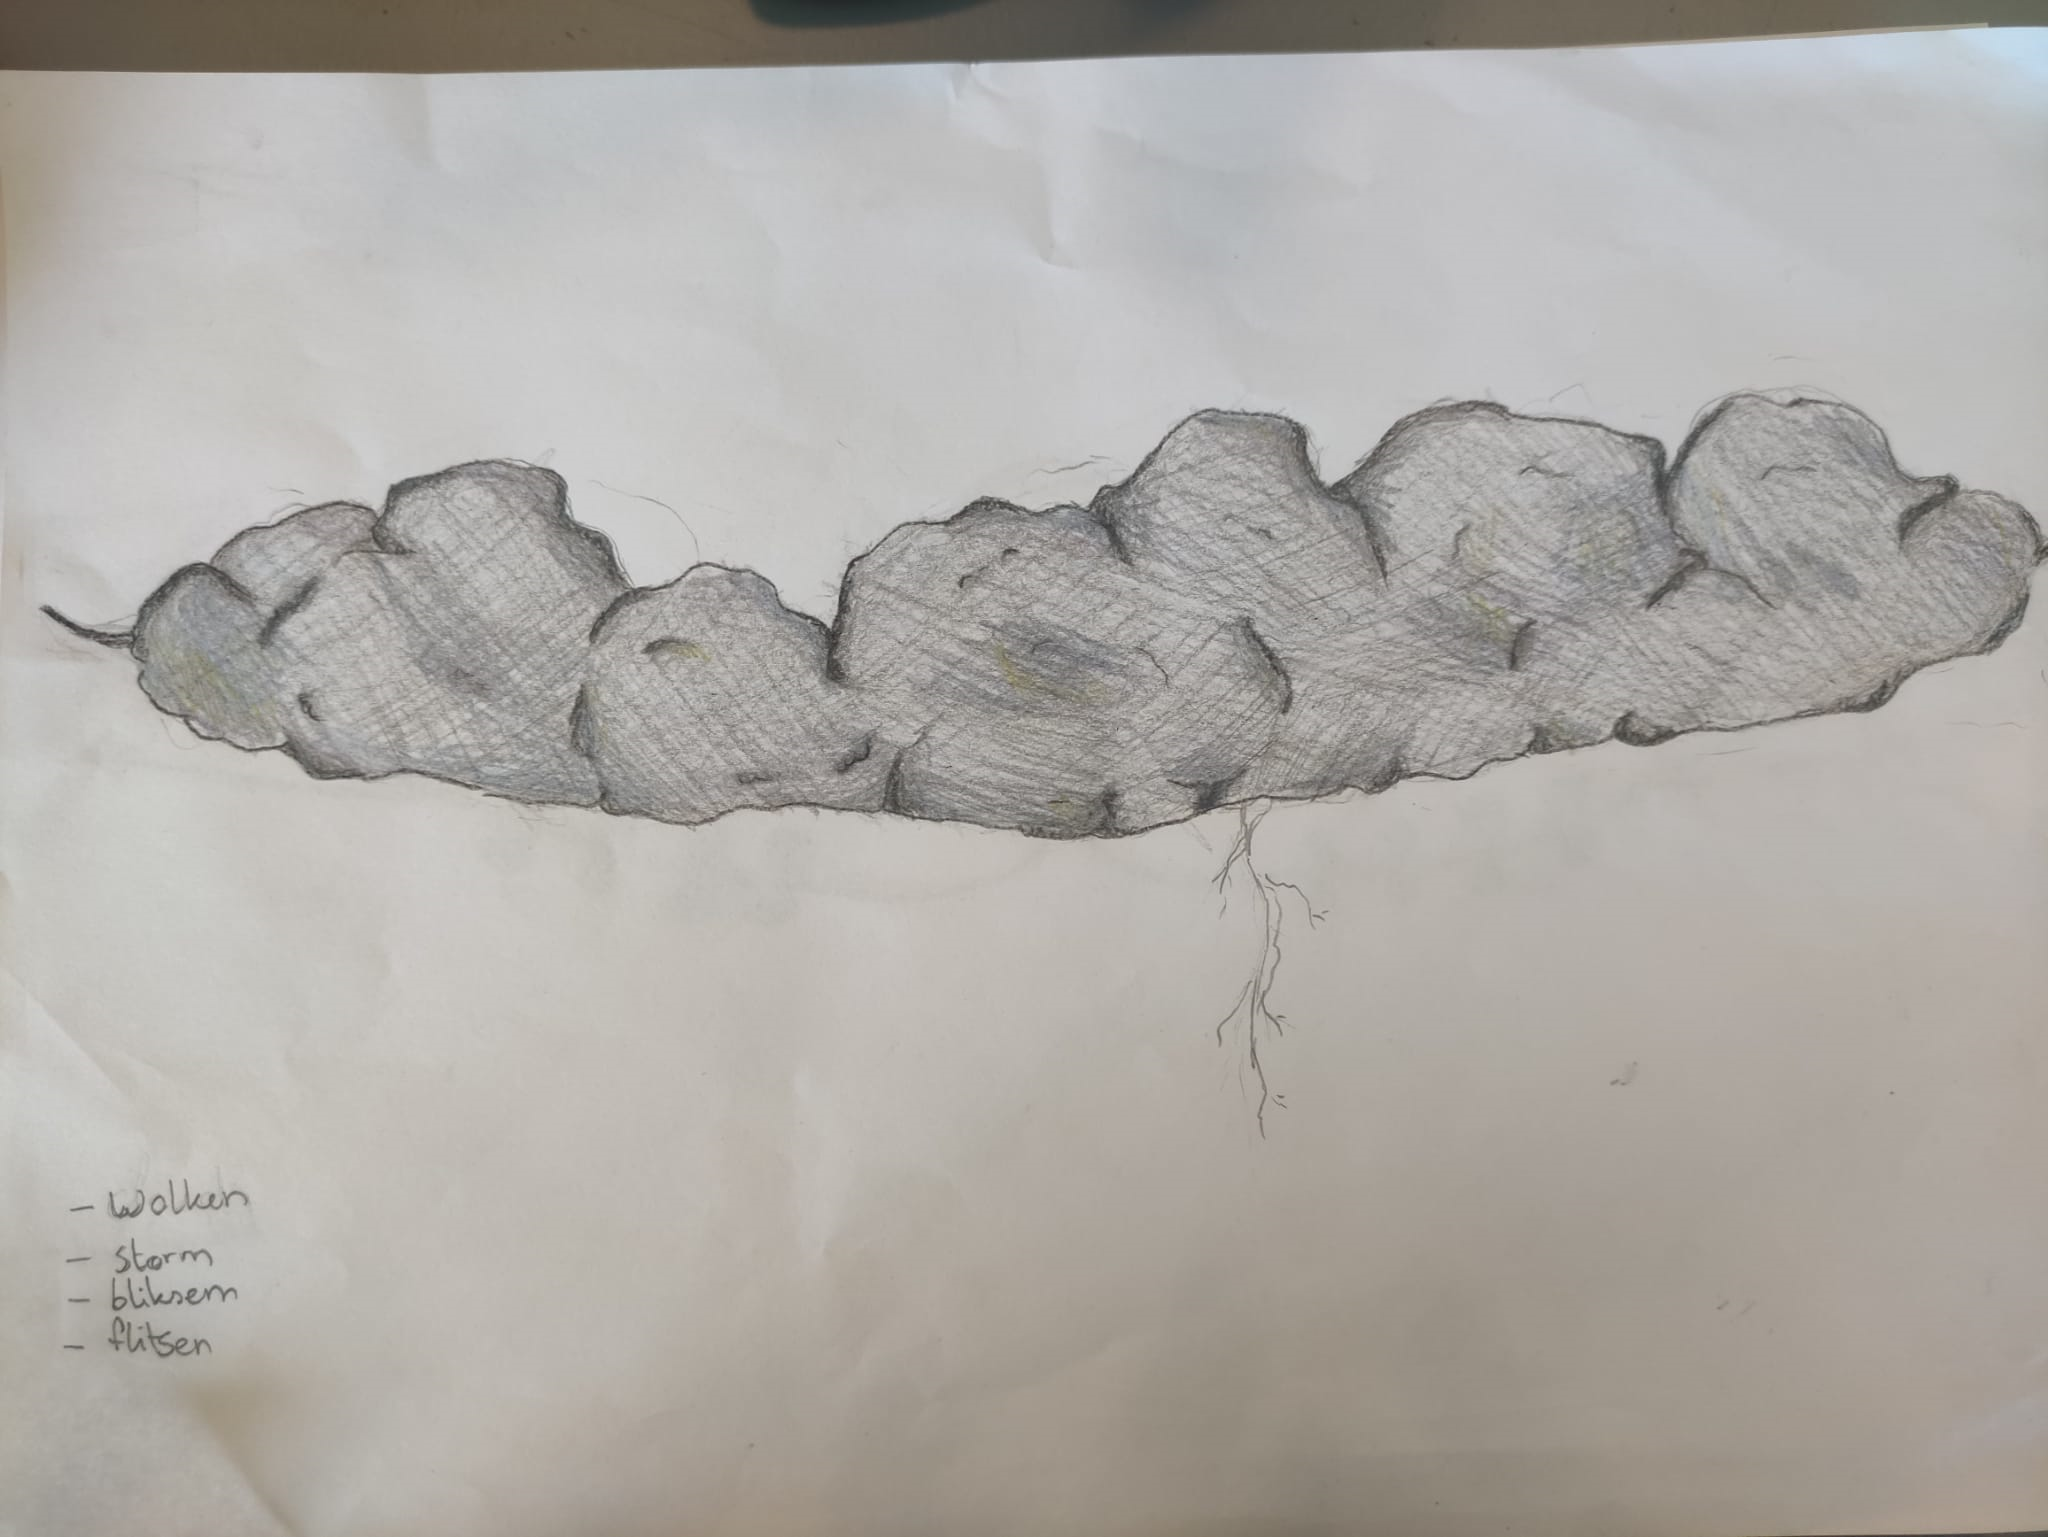 - Wolken
- storm
- bliksem
- flitsen